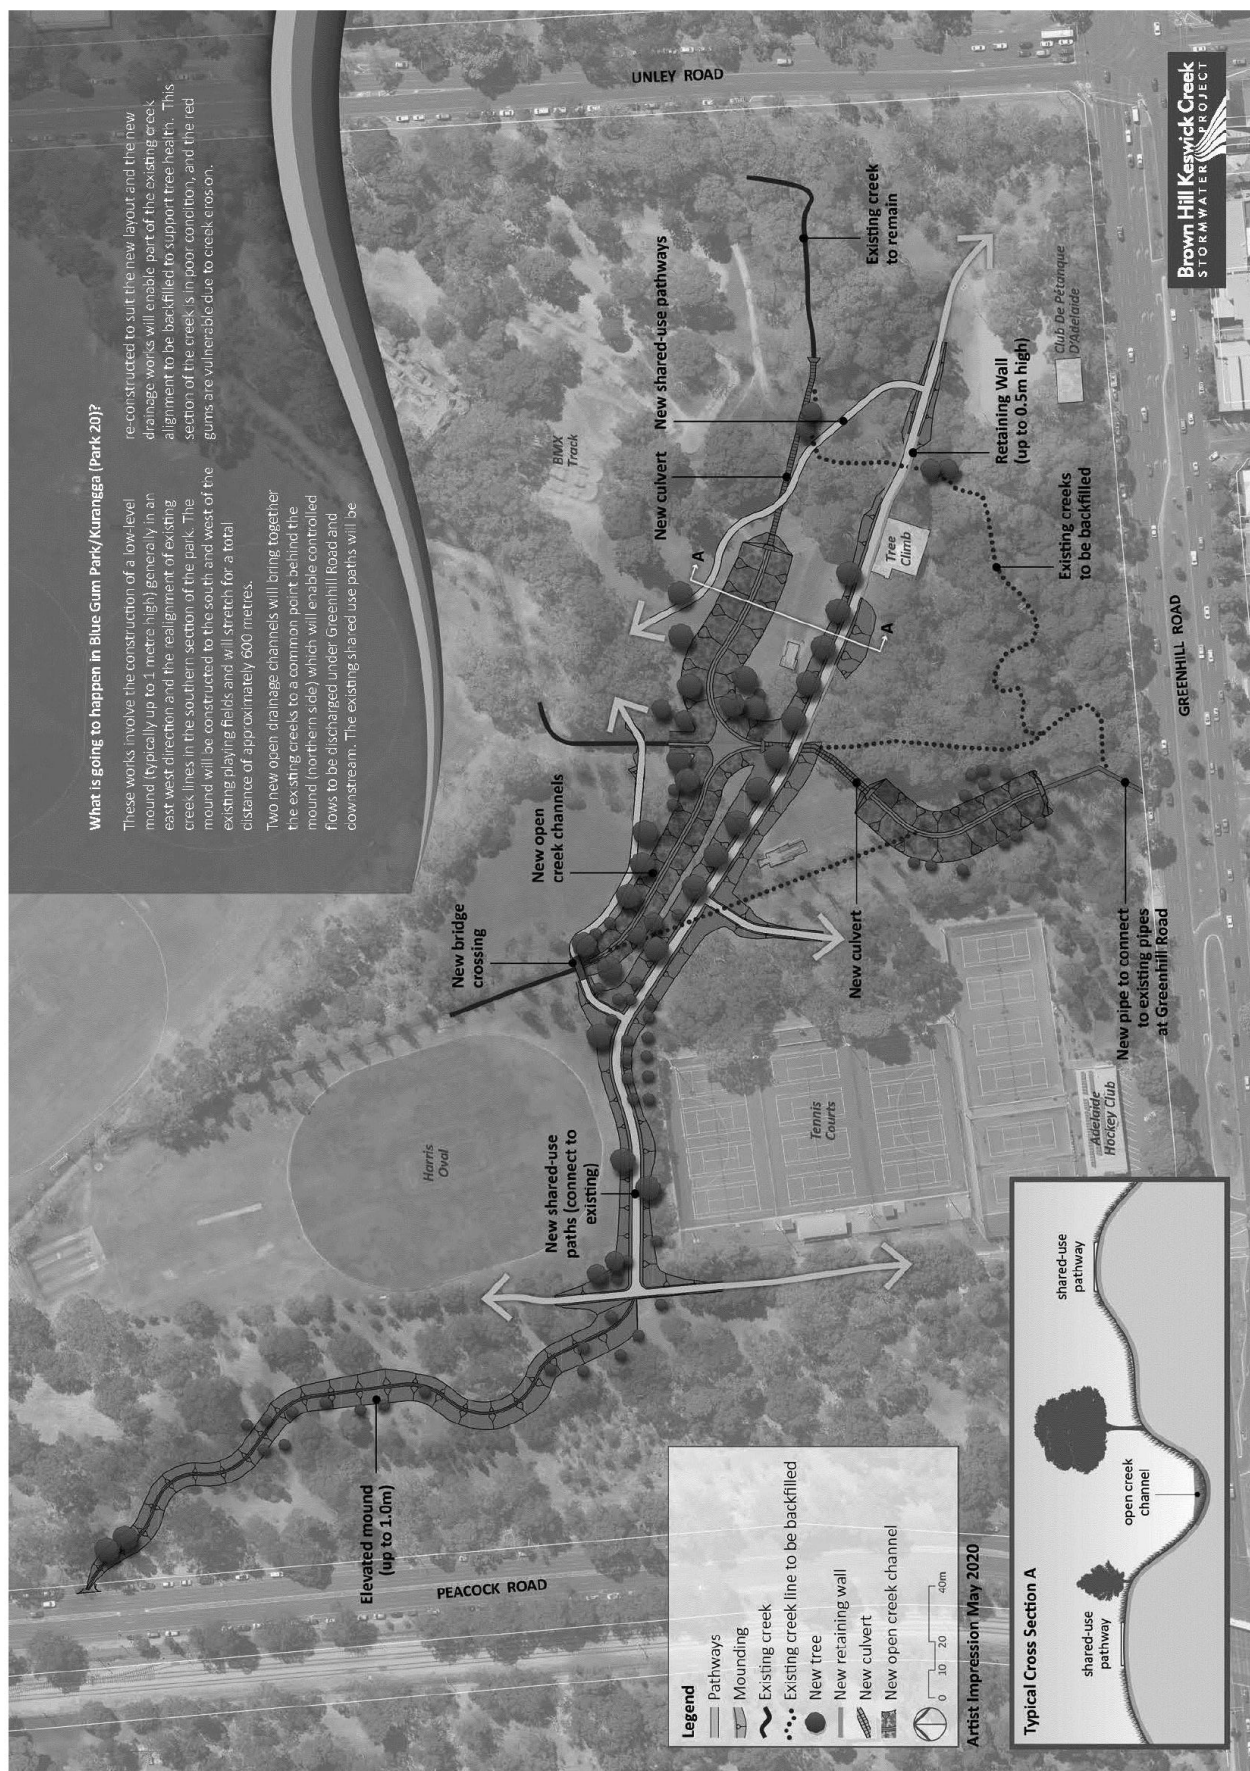 What is going to happen in Blue Gum Park/Kurangga (Park 20)?
These works involve the construction of a low-level
mound (typically up to 1 metre high) generally in an
east west direction and the realignment of existing
creek lines in the southern section of the park. The
mound will be constructed to the south and west of the
existing playing fields and will stretch for a total
distance of approximately 600 metres.
Two new open drainage channels will bring together
the existing creeks to a common point behind the
mound (northern side) which will enable controlled
flows to be discharged under Greenhill Road and
downstream. The existing shared use paths will be
re-constructed to suit the new layout and the new
drainage works will enable part of the existing creek
alignment to be backfilled to support tree health. This
section of the creek is in poor condition, and the red
gums are vulnerable due to creek erosion.
UNLEY ROAD
BMX
Track
New shared-use pathways
New culvert
Existing creek
to remain
A
Tree
Climb
A
Retaining Wall
(up to 0.5m high)
Club De Pétanque
D'Adelaide
Existing creeks
to be backfilled
GREENHILL ROAD
New open
creek channels
New bridge
crossing
New culvert
New pipe to connect
to existing pipes
at Greenhill Road
Harris
Oval
New shared-use
paths (connect to
existing)
Tennis
Courts
Adelaide
Hockey Club
Elevated mound
(up to 1.0m)
PEACOCK ROAD
Legend
Pathways
Mounding
Existing creek
Existing creek line to be backfilled
New tree
New retaining wall
New culvert
New open creek channel
0 10 20 40m
Artist Impression May 2020
Typical Cross Section A
shared-use
pathway
open creek
channel
shared-use
pathway
Brown Hill Keswick Creek
STORMWATER PROJECT